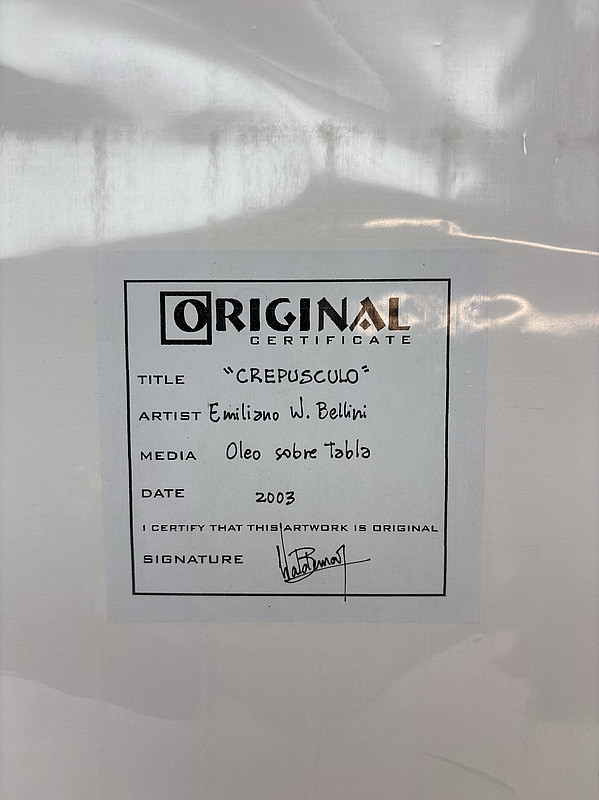 ORIGINAL
CERTIFICATE
TITLE "CREPUSCULO"
ARTIST Emiliano W. Bellini
MEDIA Oleo sobre Tabla
DATE 2003
I CERTIFY THAT THIS ARTWORK IS ORIGINAL
SIGNATURE